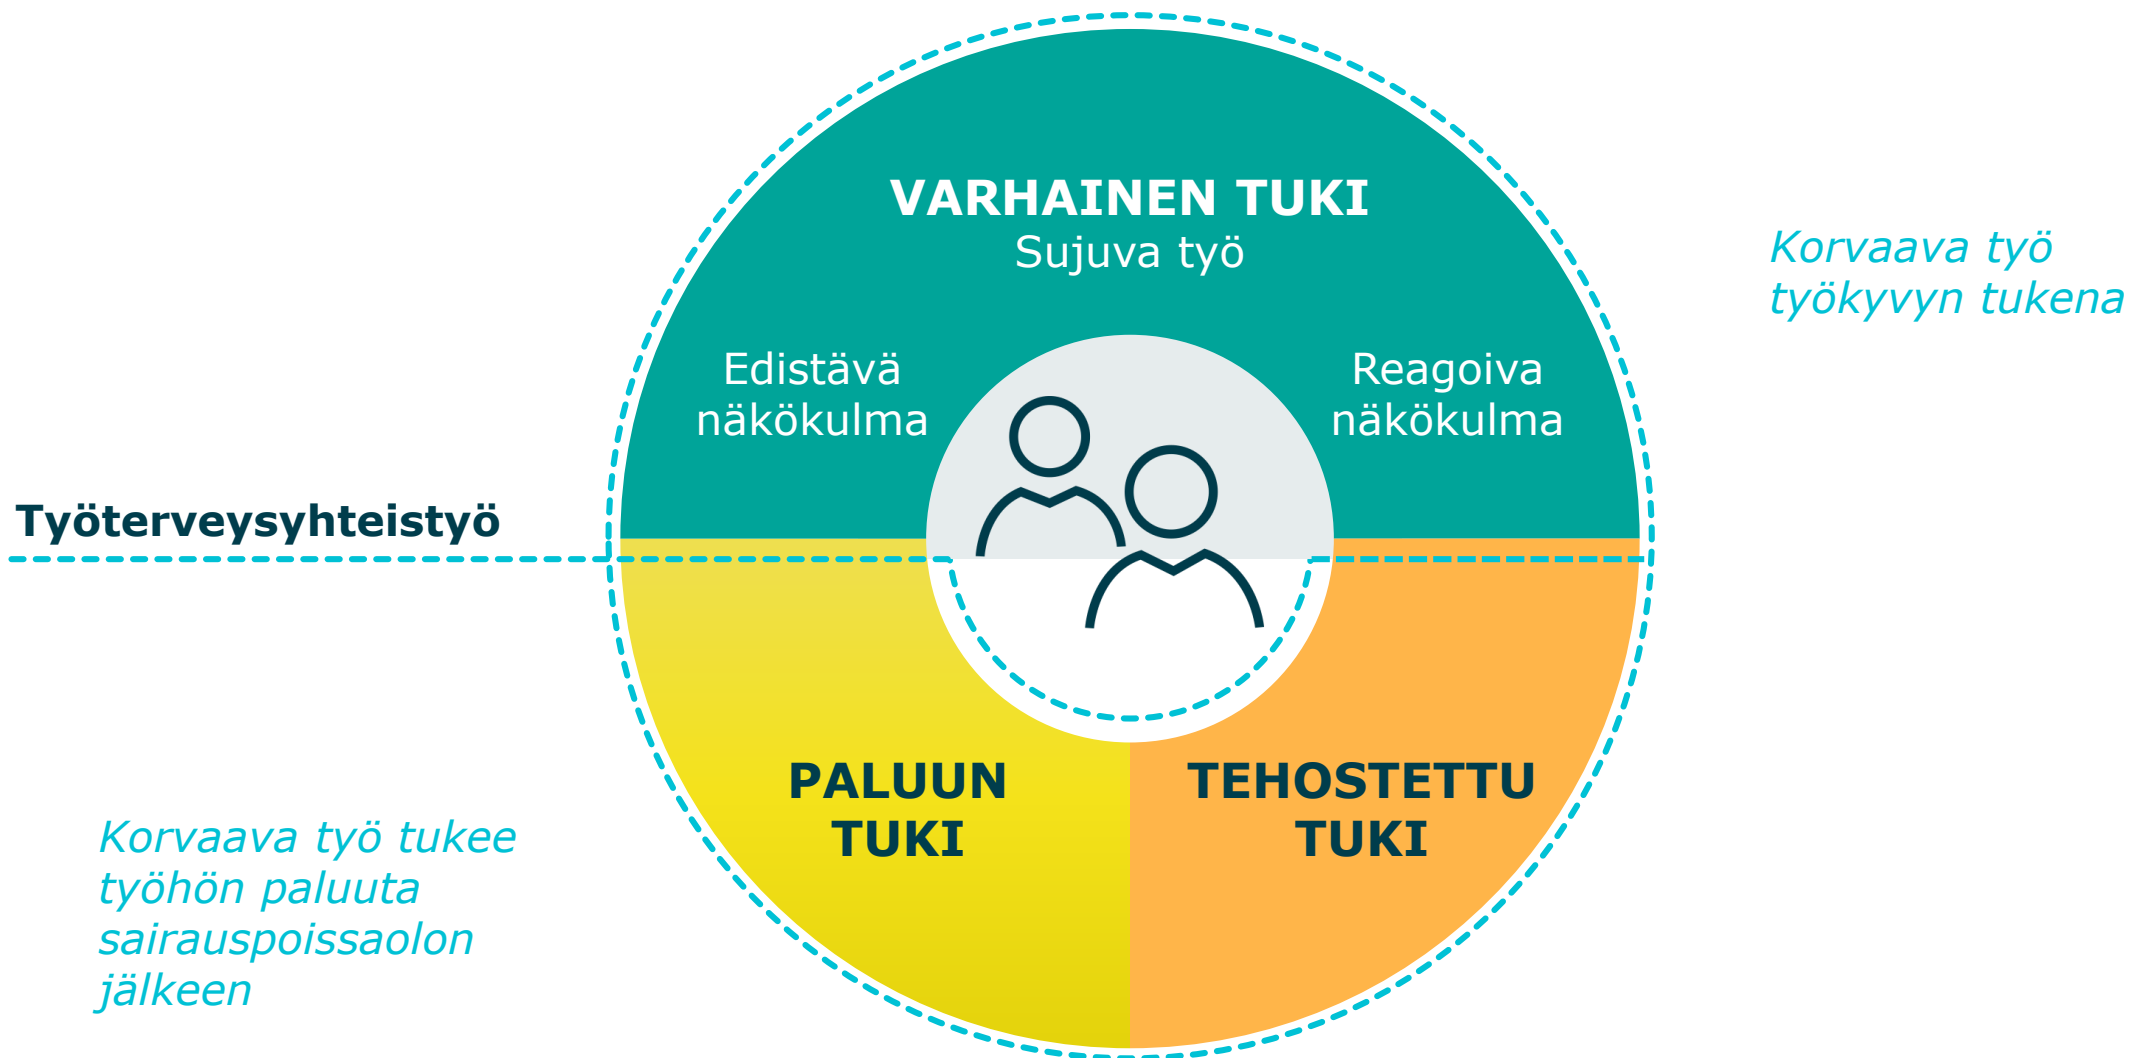 VARHAINEN TUKI
Sujuva työ
Edistävä
näkökulma
Reagoiva
näkökulma
Korvaava työ
työkyvyn tukena
Työterveysyhteistyö
PALUUN
TUKI
TEHOSTETTU
TUKI
Korvaava työ tukee
työhön paluuta
sairauspoissaolon
jälkeen